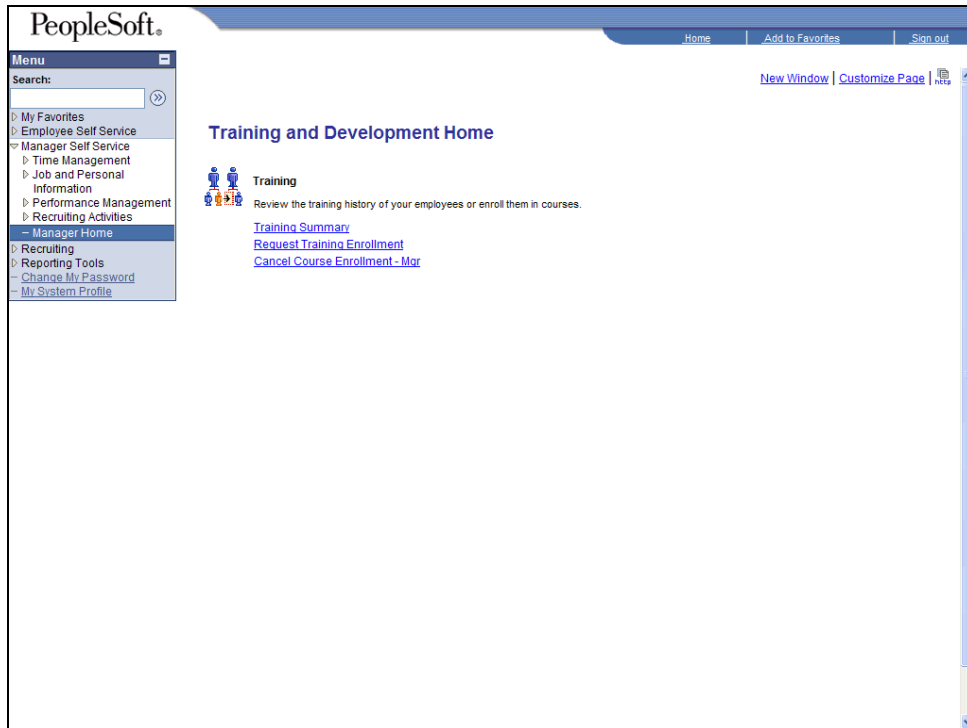 PeopleSoft®
Home
Add to Favorites
Sign out
Menu
Search:
My Favorites
Employee Self Service
Manager Self Service
Time Management
Job and Personal
Information
Performance Management
Recruiting Activities
Manager Home
Recruiting
Reporting Tools
Change My Password
My System Profile
New Window | Customize Page |
http
Training and Development Home
Training
Review the training history of your employees or enroll them in courses.
Training Summary
Request Training Enrollment
Cancel Course Enrollment - Mgr